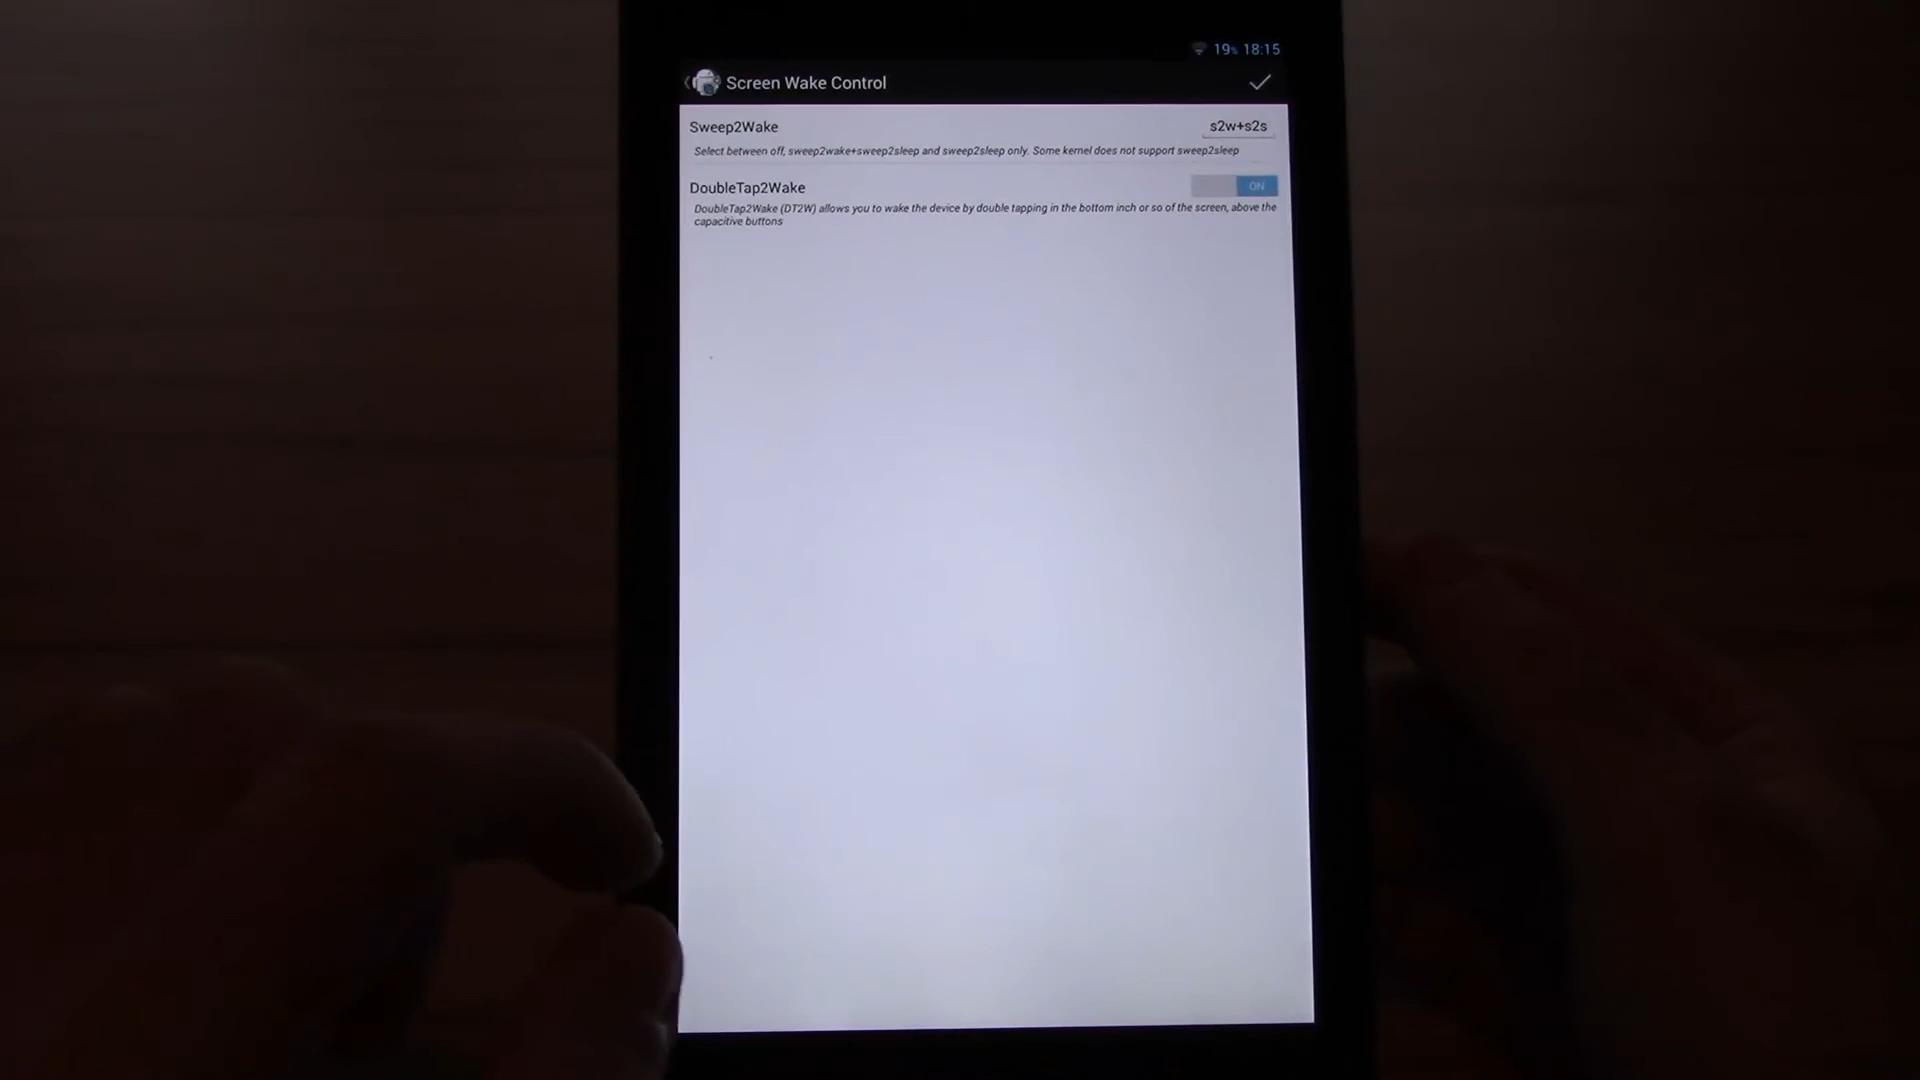 19% 18:15
Screen Wake Control
Sweep2Wake s2w+s2s
Select between off, sweep2wake+sweep2sleep and sweep2sleep only. Some kernel does not support sweep2sleep
DoubleTap2Wake ON
DoubleTap2Wake (DT2W) allows you to wake the device by double tapping in the bottom inch or so of the screen, above the
capacitive buttons